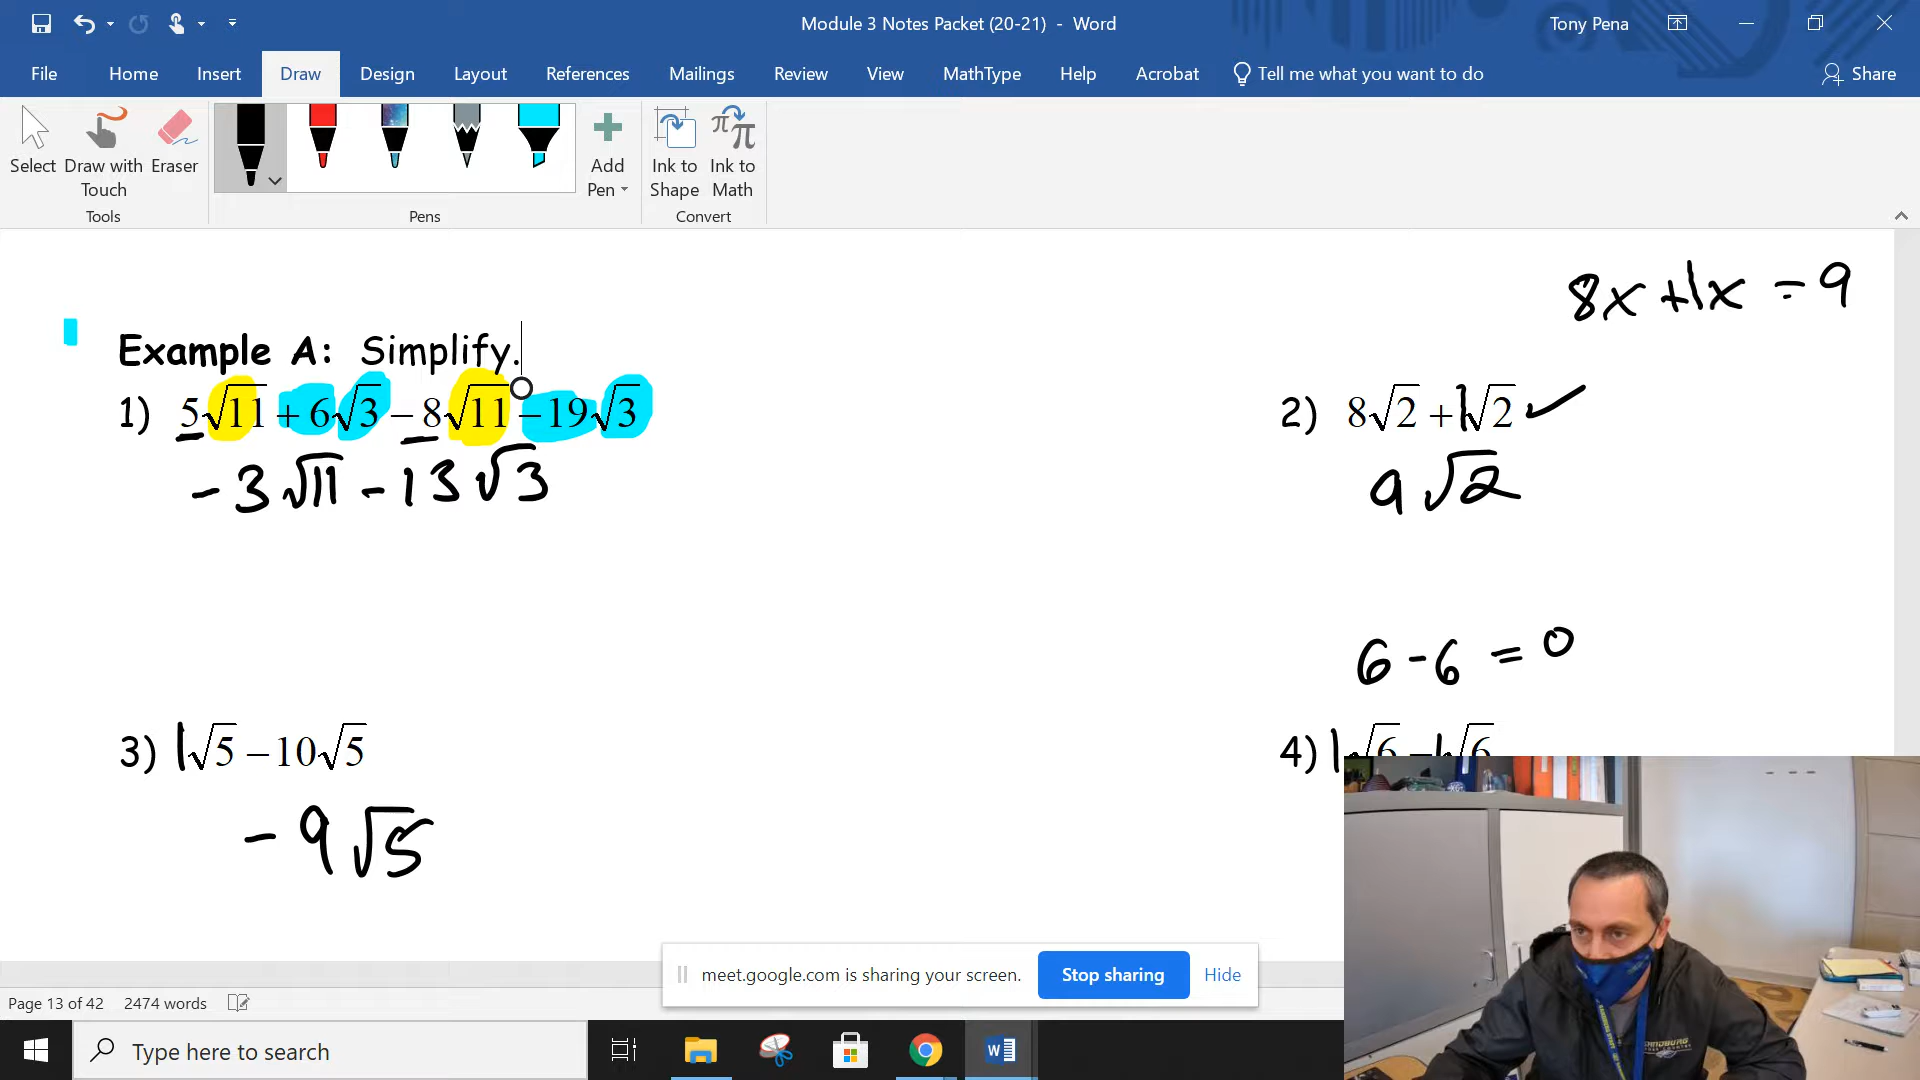 Module 3 Notes Packet (20-21) - Word
Tony Pena
File Home Insert Draw Design Layout References Mailings Review View MathType Help Acrobat Tell me what you want to do Share
Select Draw with Touch Eraser
Add Pen
Ink to Shape Ink to Math
Tools Pens Convert
8x + 1x = 9
Example A: Simplify.
1) 5√11 + 6√3 − 8√11 − 19√3
-3√11 - 13√3
2) 8√2 + 1√2 ✓
9√2
6 - 6 = 0
3) 1√5 − 10√5
-9√5
4) 1√6 − 1√6
meet.google.com is sharing your screen. Stop sharing Hide
Page 13 of 42 2474 words
Type here to search